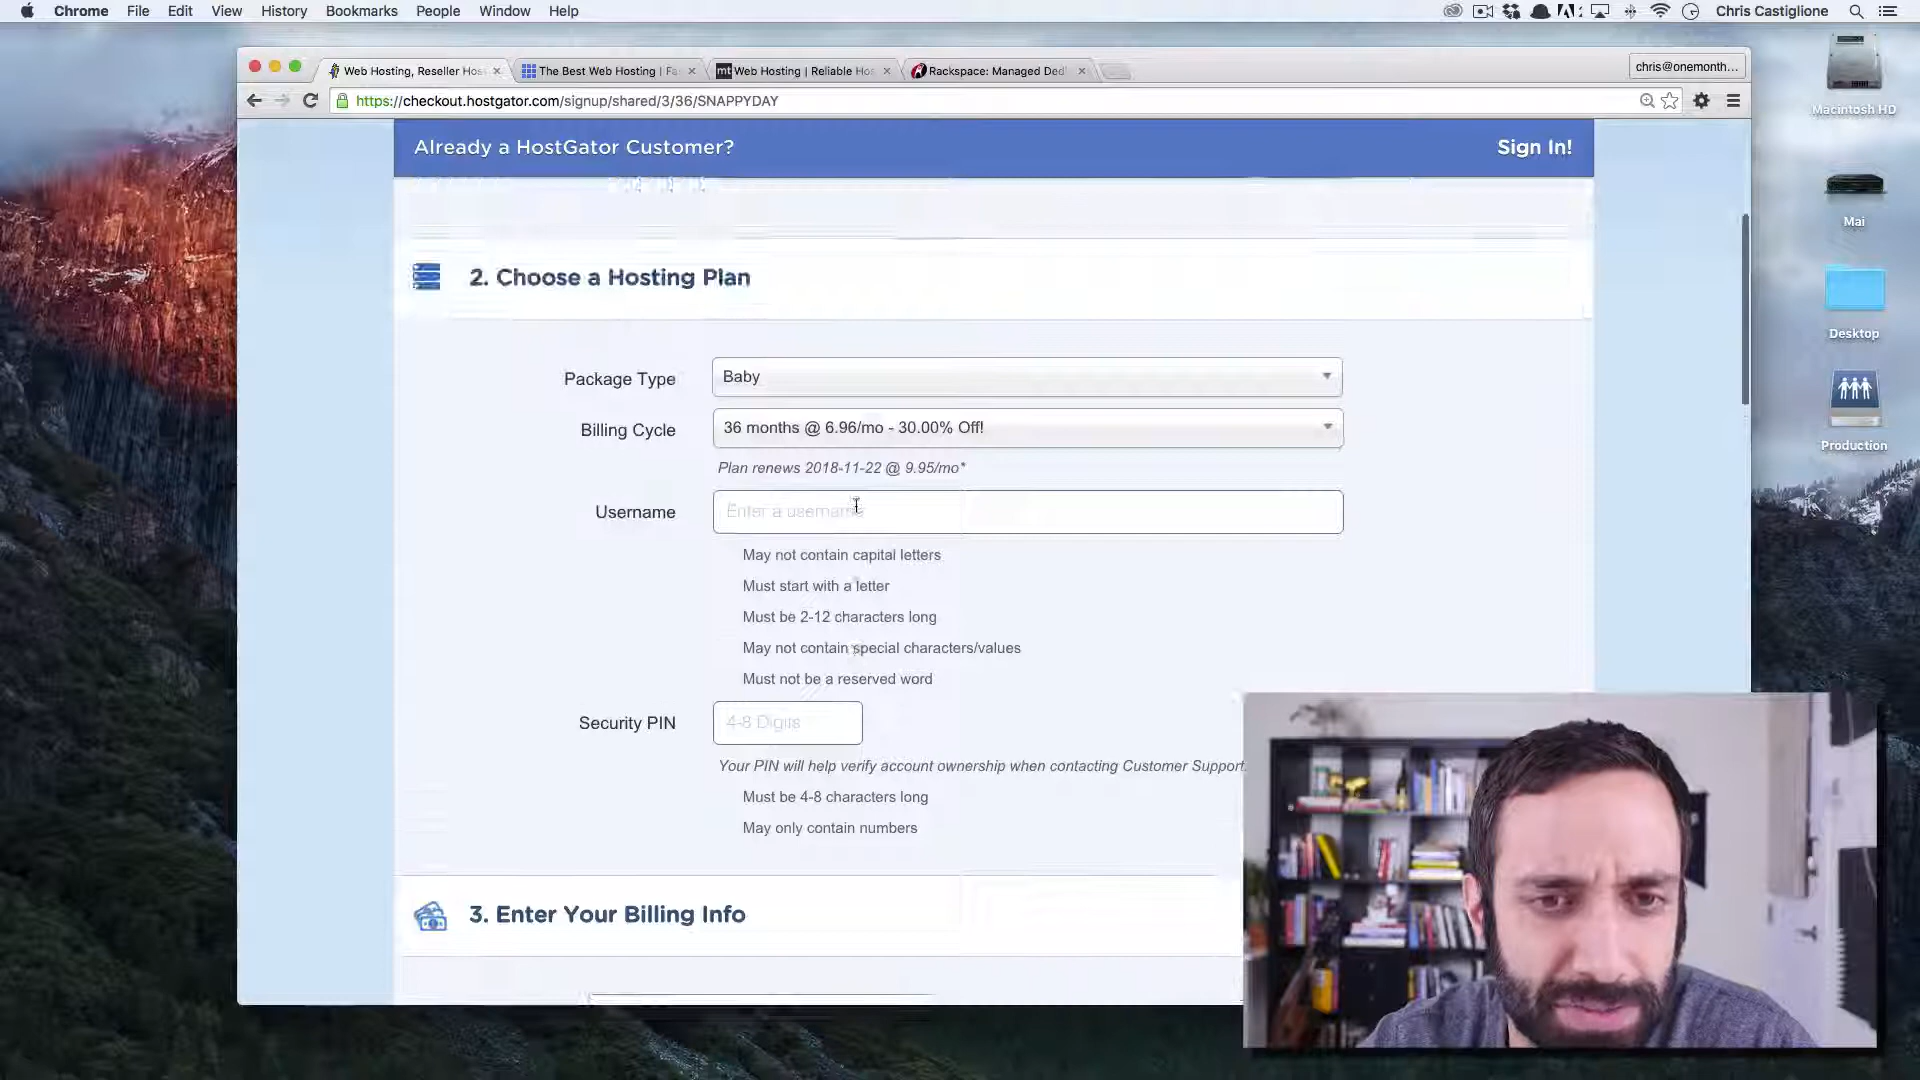 Chrome File Edit View History Bookmarks People Window Help Chris Castiglione
Web Hosting, Reseller Hos The Best Web Hosting | Fa mt Web Hosting | Reliable Hos Rackspace: Managed Ded chris@onemonth...
https://checkout.hostgator.com/signup/shared/3/36/SNAPPYDAY
Macintosh HD
Already a HostGator Customer? Sign In!
Mai
2. Choose a Hosting Plan
Desktop
Package Type Baby
Billing Cycle 36 months @ 6.96/mo - 30.00% Off!
Production
Plan renews 2018-11-22 @ 9.95/mo*
Username Enter a username
May not contain capital letters
Must start with a letter
Must be 2-12 characters long
May not contain special characters/values
Must not be a reserved word
Security PIN 4-8 Digits
Your PIN will help verify account ownership when contacting Customer Support.
Must be 4-8 characters long
May only contain numbers
3. Enter Your Billing Info